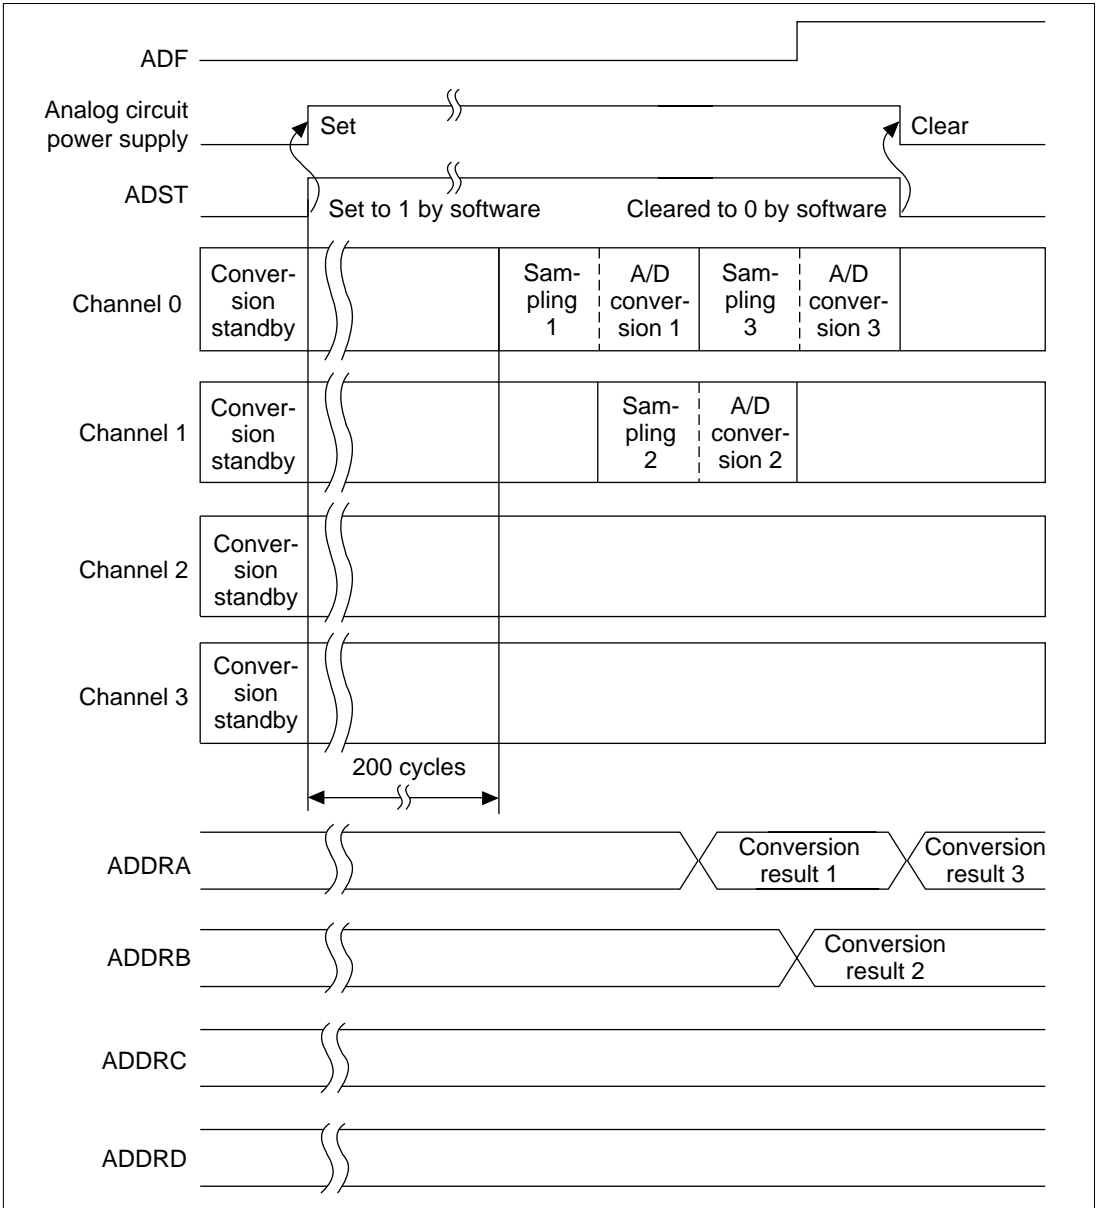 ADF
Analog circuit
power supply
Set
Clear
ADST
Set to 1 by software
Cleared to 0 by software
Channel 0
Conver-
sion
standby
Sam-
pling
1
A/D
conver-
sion 1
Sam-
pling
3
A/D
conver-
sion 3
Channel 1
Conver-
sion
standby
Sam-
pling
2
A/D
conver-
sion 2
Channel 2
Conver-
sion
standby
Channel 3
Conver-
sion
standby
200 cycles
ADDRA
Conversion
result 1
Conversion
result 3
ADDRB
Conversion
result 2
ADDRC
ADDRD